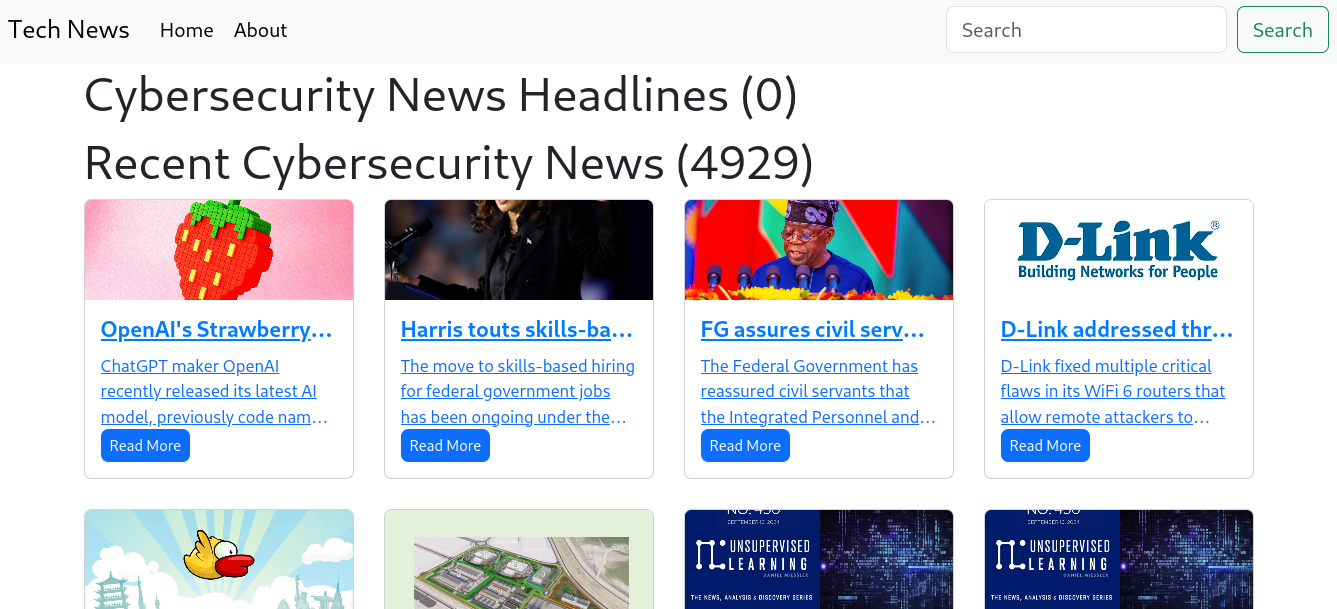 Tech News Home About Search Search
Cybersecurity News Headlines (0)
Recent Cybersecurity News (4929)
D-Link®
Building Networks for People
OpenAI's Strawberry...
ChatGPT maker OpenAI
recently released its latest AI
model, previously code nam...
Read More
Harris touts skills-ba...
The move to skills-based hiring
for federal government jobs
has been ongoing under the...
Read More
FG assures civil serv...
The Federal Government has
reassured civil servants that
the Integrated Personnel and...
Read More
D-Link addressed thr...
D-Link fixed multiple critical
flaws in its WiFi 6 routers that
allow remote attackers to...
Read More
NO. 450
UNSUPERVISED
LEARNING
DANIEL MIESSLER
THE NEWS, ANALYSIS & DISCOVERY SERIES
NO. 450
UNSUPERVISED
LEARNING
DANIEL MIESSLER
THE NEWS, ANALYSIS & DISCOVERY SERIES